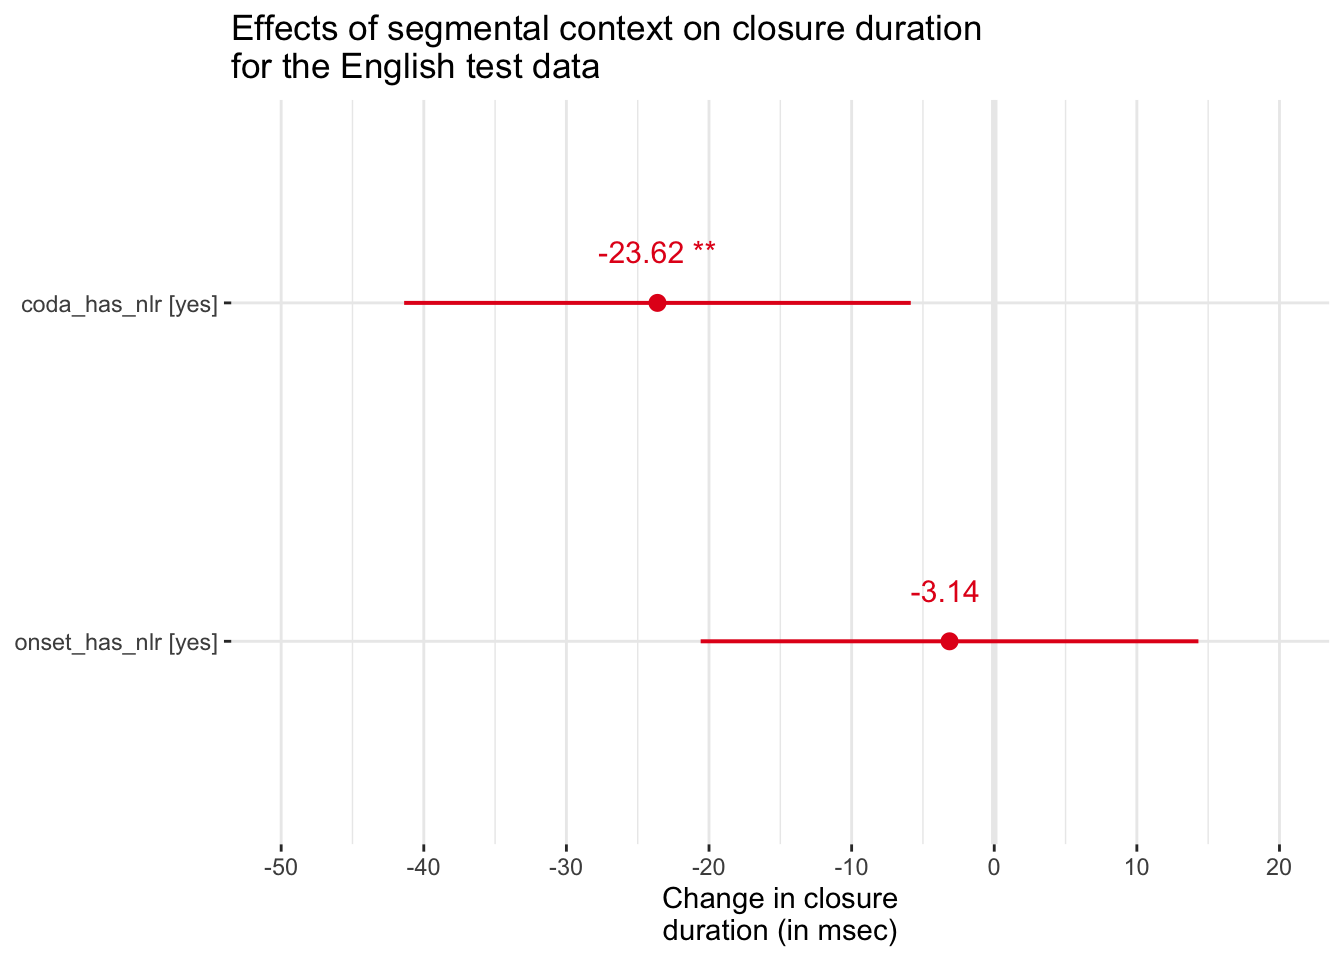 Effects of segmental context on closure duration
for the English test data
-23.62 **
coda_has_nlr [yes]
-3.14
onset_has_nlr [yes]
-50 -40 -30 -20 -10 0 10 20
Change in closure
duration (in msec)